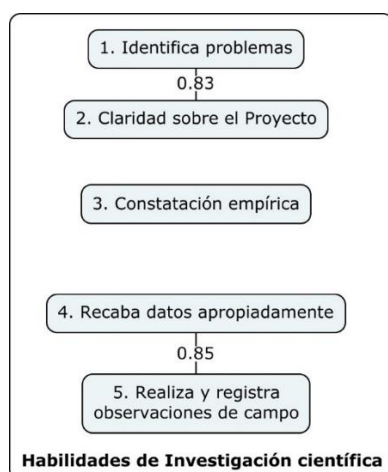 1. Identifica problemas
0.83
2. Claridad sobre el Proyecto
3. Constatación empírica
4. Recaba datos apropiadamente
0.85
5. Realiza y registra
observaciones de campo
Habilidades de Investigación científica